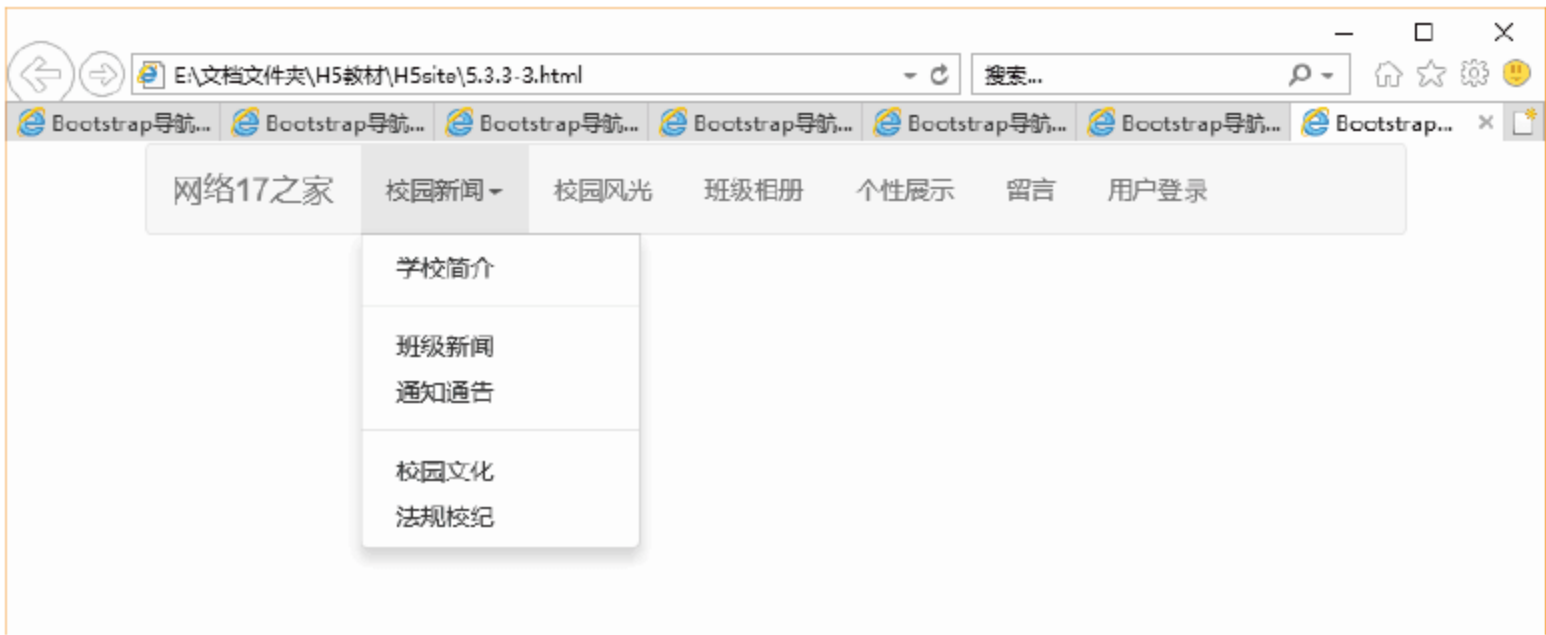 E:\文档文件夹\H5教材\H5site\5.3.3-3.html 搜索...
Bootstrap导航... Bootstrap导航... Bootstrap导航... Bootstrap导航... Bootstrap导航... Bootstrap导航... Bootstrap...
网络17之家 校园新闻 校园风光 班级相册 个性展示 留言 用户登录
学校简介
班级新闻
通知通告
校园文化
法规校纪